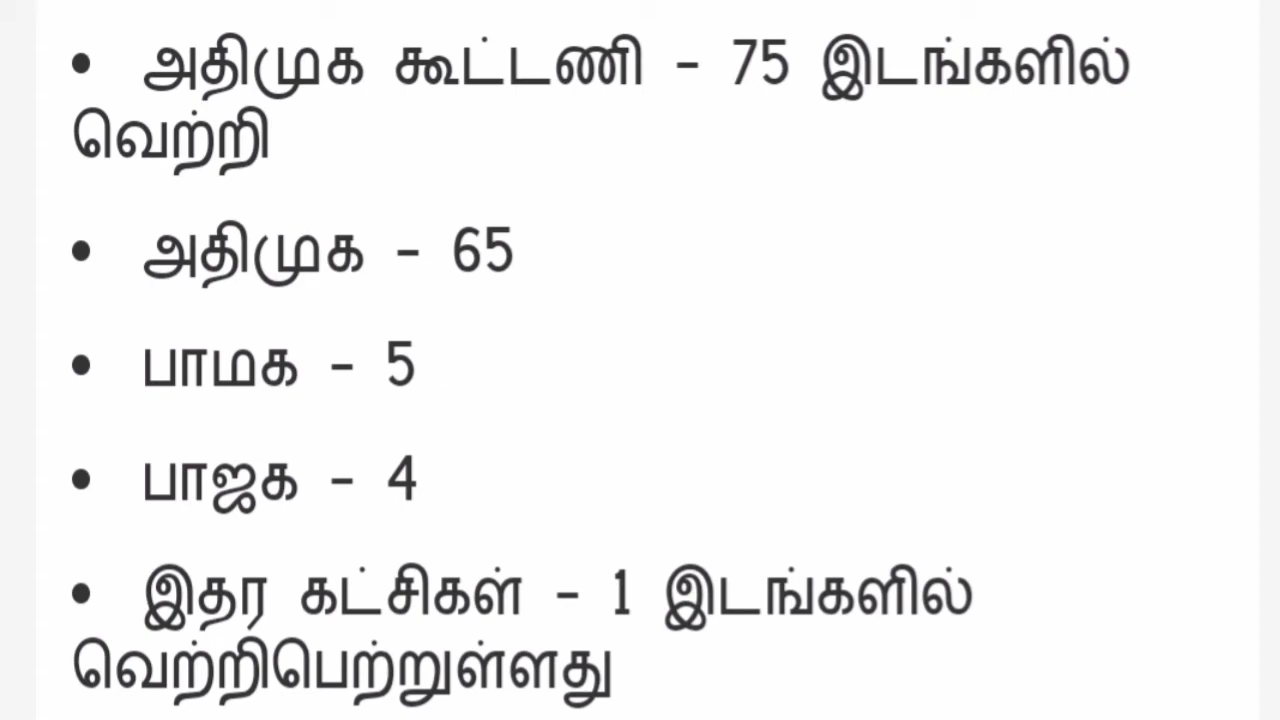 • அதிமுக கூட்டணி - 75 இடங்களில்
வெற்றி
• அதிமுக - 65
• பாமக - 5
• பாஜக - 4
• இதர கட்சிகள் - 1 இடங்களில்
வெற்றிபெற்றுள்ளது